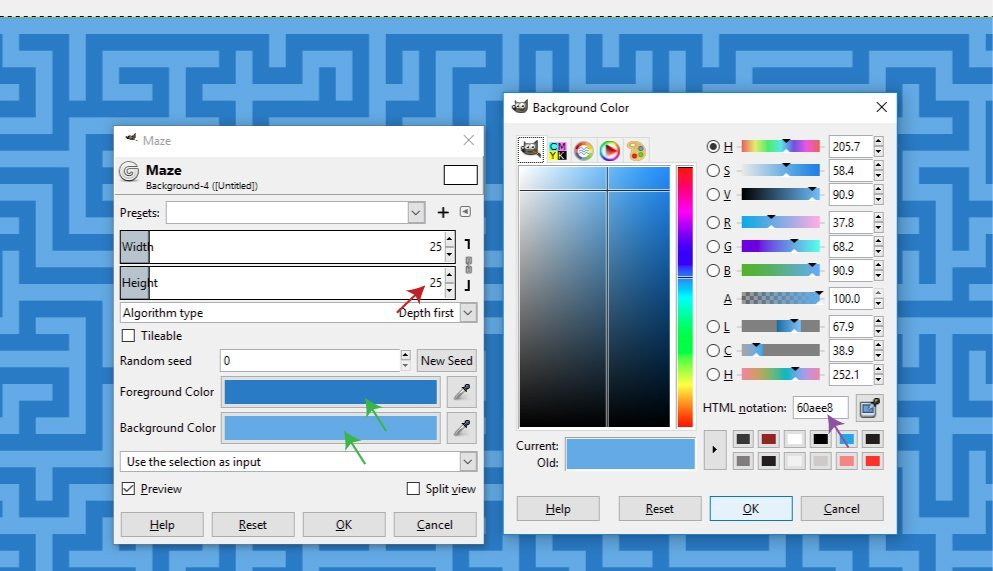 Maze
Maze
Background-4 ([Untitled])
Presets:
Width 25
Height 25
Algorithm type Depth first
Tileable
Random seed 0 New Seed
Foreground Color
Background Color
Use the selection as input
Preview Split view
Help Reset OK Cancel
Background Color
CM
YK
H 205.7
S 58.4
V 90.9
R 37.8
G 68.2
B 90.9
A 100.0
L 67.9
C 38.9
H 252.1
HTML notation: 60aee8
Current:
Old:
Help Reset OK Cancel